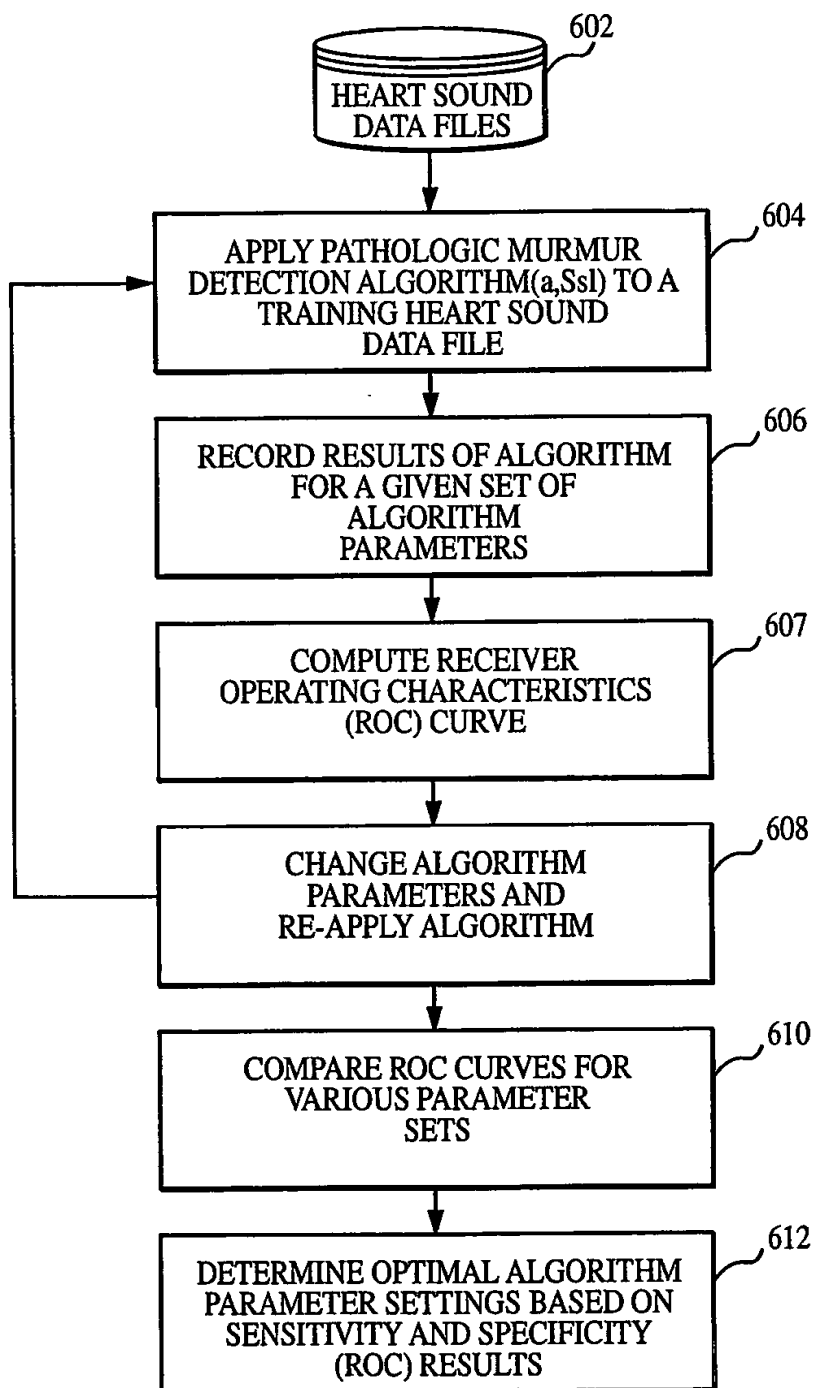 602
HEART SOUND
DATA FILES
604
APPLY PATHOLOGIC MURMUR
DETECTION ALGORITHM(a,Ssl) TO A
TRAINING HEART SOUND
DATA FILE
606
RECORD RESULTS OF ALGORITHM
FOR A GIVEN SET OF
ALGORITHM
PARAMETERS
607
COMPUTE RECEIVER
OPERATING CHARACTERISTICS
(ROC) CURVE
608
CHANGE ALGORITHM
PARAMETERS AND
RE-APPLY ALGORITHM
610
COMPARE ROC CURVES FOR
VARIOUS PARAMETER
SETS
612
DETERMINE OPTIMAL ALGORITHM
PARAMETER SETTINGS BASED ON
SENSITIVITY AND SPECIFICITY
(ROC) RESULTS